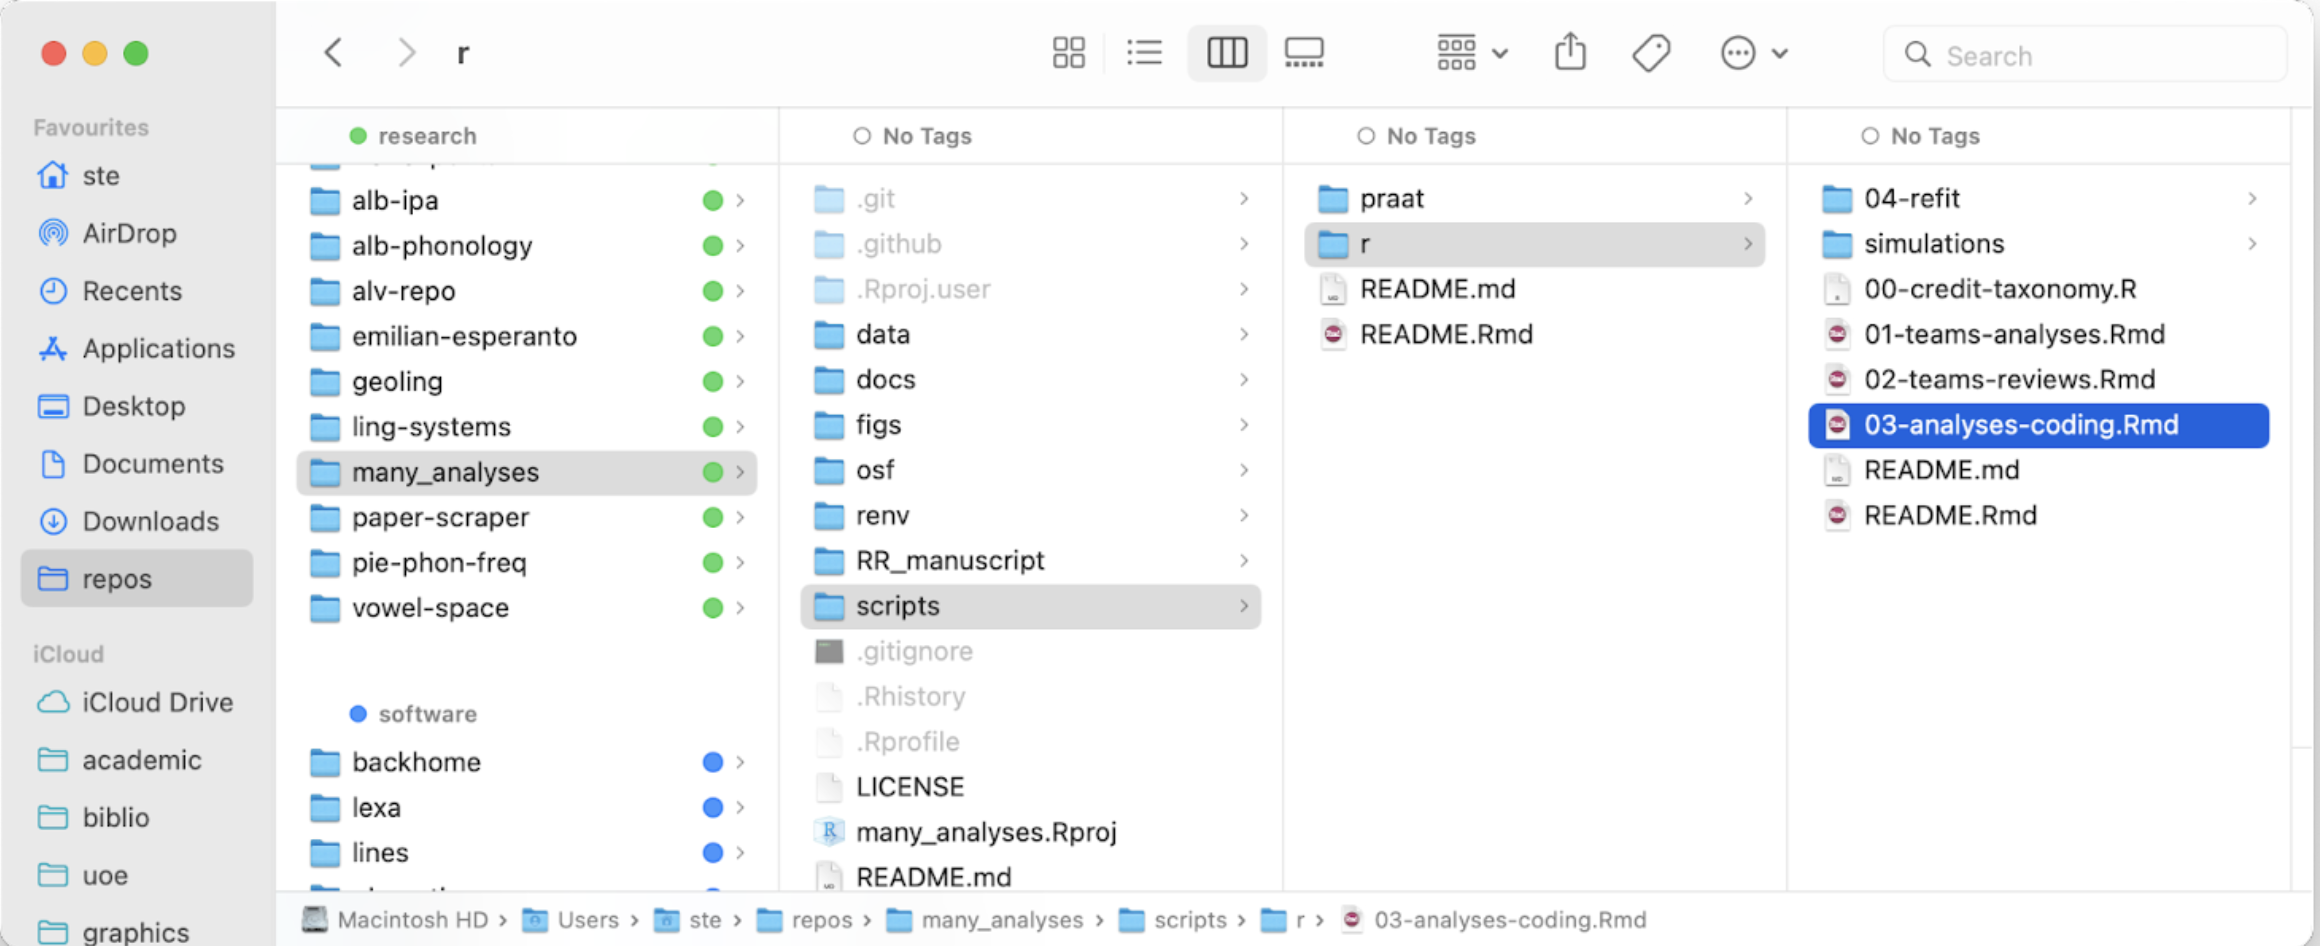 r
Search
Favourites
ste
AirDrop
Recents
Applications
Desktop
Documents
Downloads
repos
iCloud
iCloud Drive
academic
biblio
uoe
graphics
research
alb-ipa
alb-phonology
alv-repo
emilian-esperanto
geoling
ling-systems
many_analyses
paper-scraper
pie-phon-freq
vowel-space
software
backhome
lexa
lines
No Tags
.git
.github
.Rproj.user
data
docs
figs
osf
renv
RR_manuscript
scripts
.gitignore
.Rhistory
.Rprofile
LICENSE
many_analyses.Rproj
README.md
No Tags
praat
r
README.md
README.Rmd
No Tags
04-refit
simulations
00-credit-taxonomy.R
01-teams-analyses.Rmd
02-teams-reviews.Rmd
03-analyses-coding.Rmd
README.md
README.Rmd
Macintosh HD › Users › ste › repos › many_analyses › scripts › r › 03-analyses-coding.Rmd